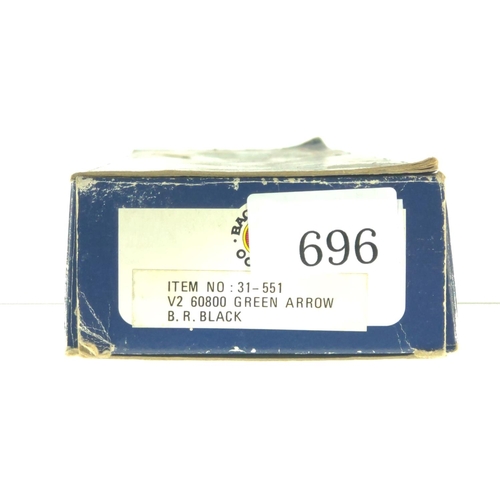 696
ITEM NO : 31-551
V2 60800 GREEN ARROW
B. R. BLACK